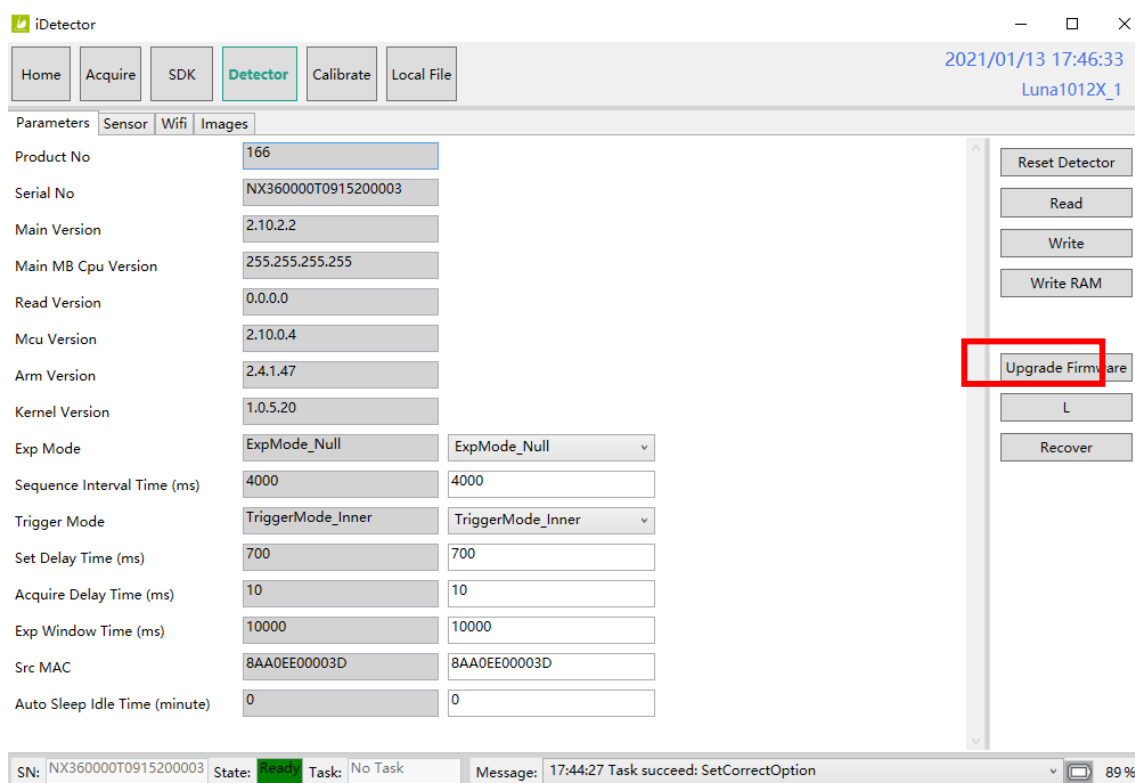 iDetector
Home Acquire SDK Detector Calibrate Local File
2021/01/13 17:46:33
Luna1012X_1
Parameters Sensor Wifi Images
Product No 166
Serial No NX360000T0915200003
Main Version 2.10.2.2
Main MB Cpu Version 255.255.255.255
Read Version 0.0.0.0
Mcu Version 2.10.0.4
Arm Version 2.4.1.47
Kernel Version 1.0.5.20
Exp Mode ExpMode_Null ExpMode_Null
Sequence Interval Time (ms) 4000 4000
Trigger Mode TriggerMode_Inner TriggerMode_Inner
Set Delay Time (ms) 700 700
Acquire Delay Time (ms) 10 10
Exp Window Time (ms) 10000 10000
Src MAC 8AA0EE00003D 8AA0EE00003D
Auto Sleep Idle Time (minute) 0 0
Reset Detector
Read
Write
Write RAM
Upgrade Firmware
L
Recover
SN: NX360000T0915200003 State: Ready Task: No Task Message: 17:44:27 Task succeed: SetCorrectOption 89%